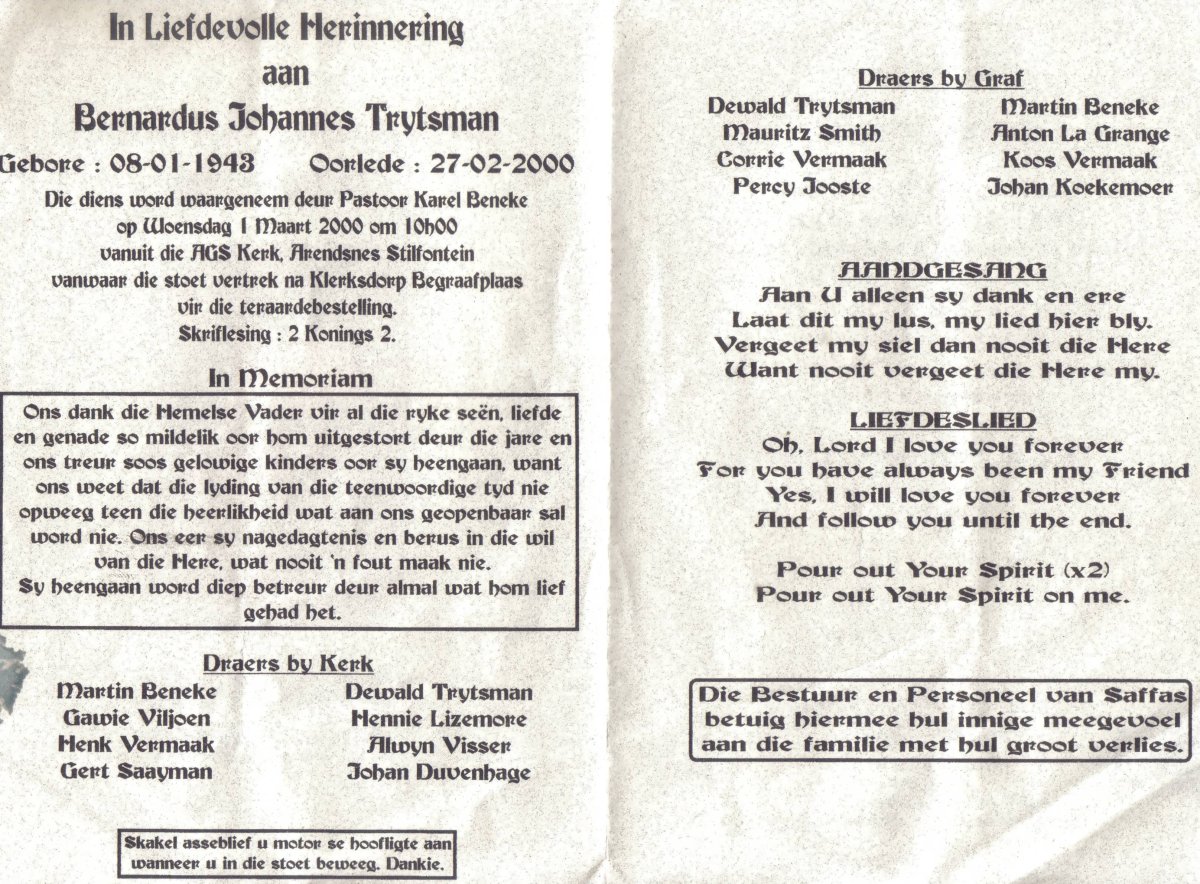 In Liefdevolle Herinnering
aan
Bernardus Johannes Trytsman
Gebore : 08-01-1943 Oorlede : 27-02-2000
Die diens word waargeneem deur Pastoor Karel Beneke
op Woensdag 1 Maart 2000 om 10h00
vanuit die AGS Kerk, Arendsnes Stilfontein
vanwaar die stoet vertrek na Klerksdorp Begraafplaas
vir die teraardebestelling.
Skriflesing : 2 Konings 2.
In Memoriam
Ons dank die Hemelse Vader vir al die ryke seën, liefde
en genade so mildelik oor hom uitgestort deur die jare en
ons treur soos gelowige kinders oor sy heengaan, want
ons weet dat die lyding van die teenwoordige tyd nie
opweeg teen die heerlikheid wat aan ons geopenbaar sal
word nie. Ons eer sy nagedagtenis en berus in die wil
van die Here, wat nooit 'n fout maak nie.
Sy heengaan word diep betreur deur almal wat hom lief
gehad het.
Draers by Kerk
Martin Beneke Dewald Trytsman
Gawie Viljoen Hennie Lizemore
Henk Vermaak Alwyn Visser
Gert Saayman Johan Duvenhage
Skakel asseblief u motor se hoofligte aan
wanneer u in die stoet beweeg. Dankie.
Draers by Graf
Dewald Trytsman Martin Beneke
Mauritz Smith Anton La Grange
Corrie Vermaak Koos Vermaak
Percy Jooste Johan Koekemoer
AANDGESANG
Aan U alleen sy dank en ere
Laat dit my lus, my lied hier bly.
Vergeet my siel dan nooit die Here
Want nooit vergeet die Here my.
LIEFDESLIED
Oh, Lord I love you forever
For you have always been my Friend
Yes, I will love you forever
And follow you until the end.
Pour out Your Spirit (x2)
Pour out Your Spirit on me.
Die Bestuur en Personeel van Saffas
betuig hiermee hul innige meegevoel
aan die familie met hul groot verlies.